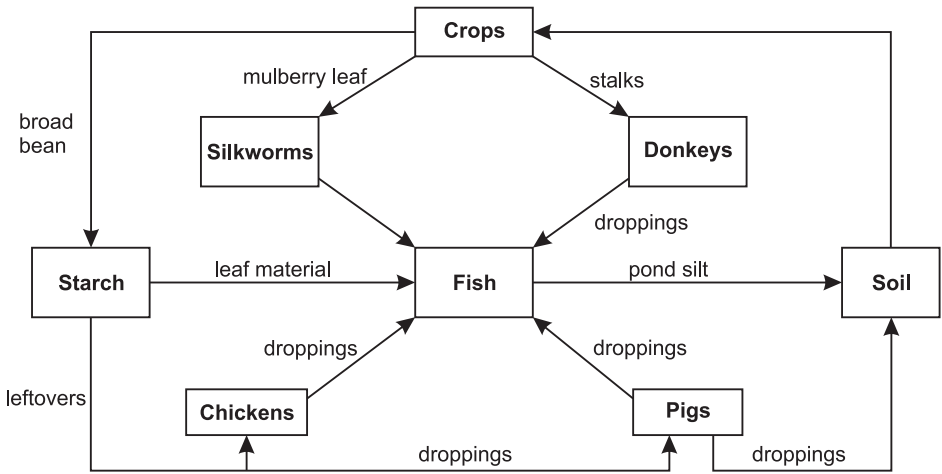 Crops
mulberry leaf
stalks
broad
bean
Silkworms
Donkeys
droppings
Starch
leaf material
Fish
pond silt
Soil
droppings
droppings
leftovers
Chickens
Pigs
droppings
droppings